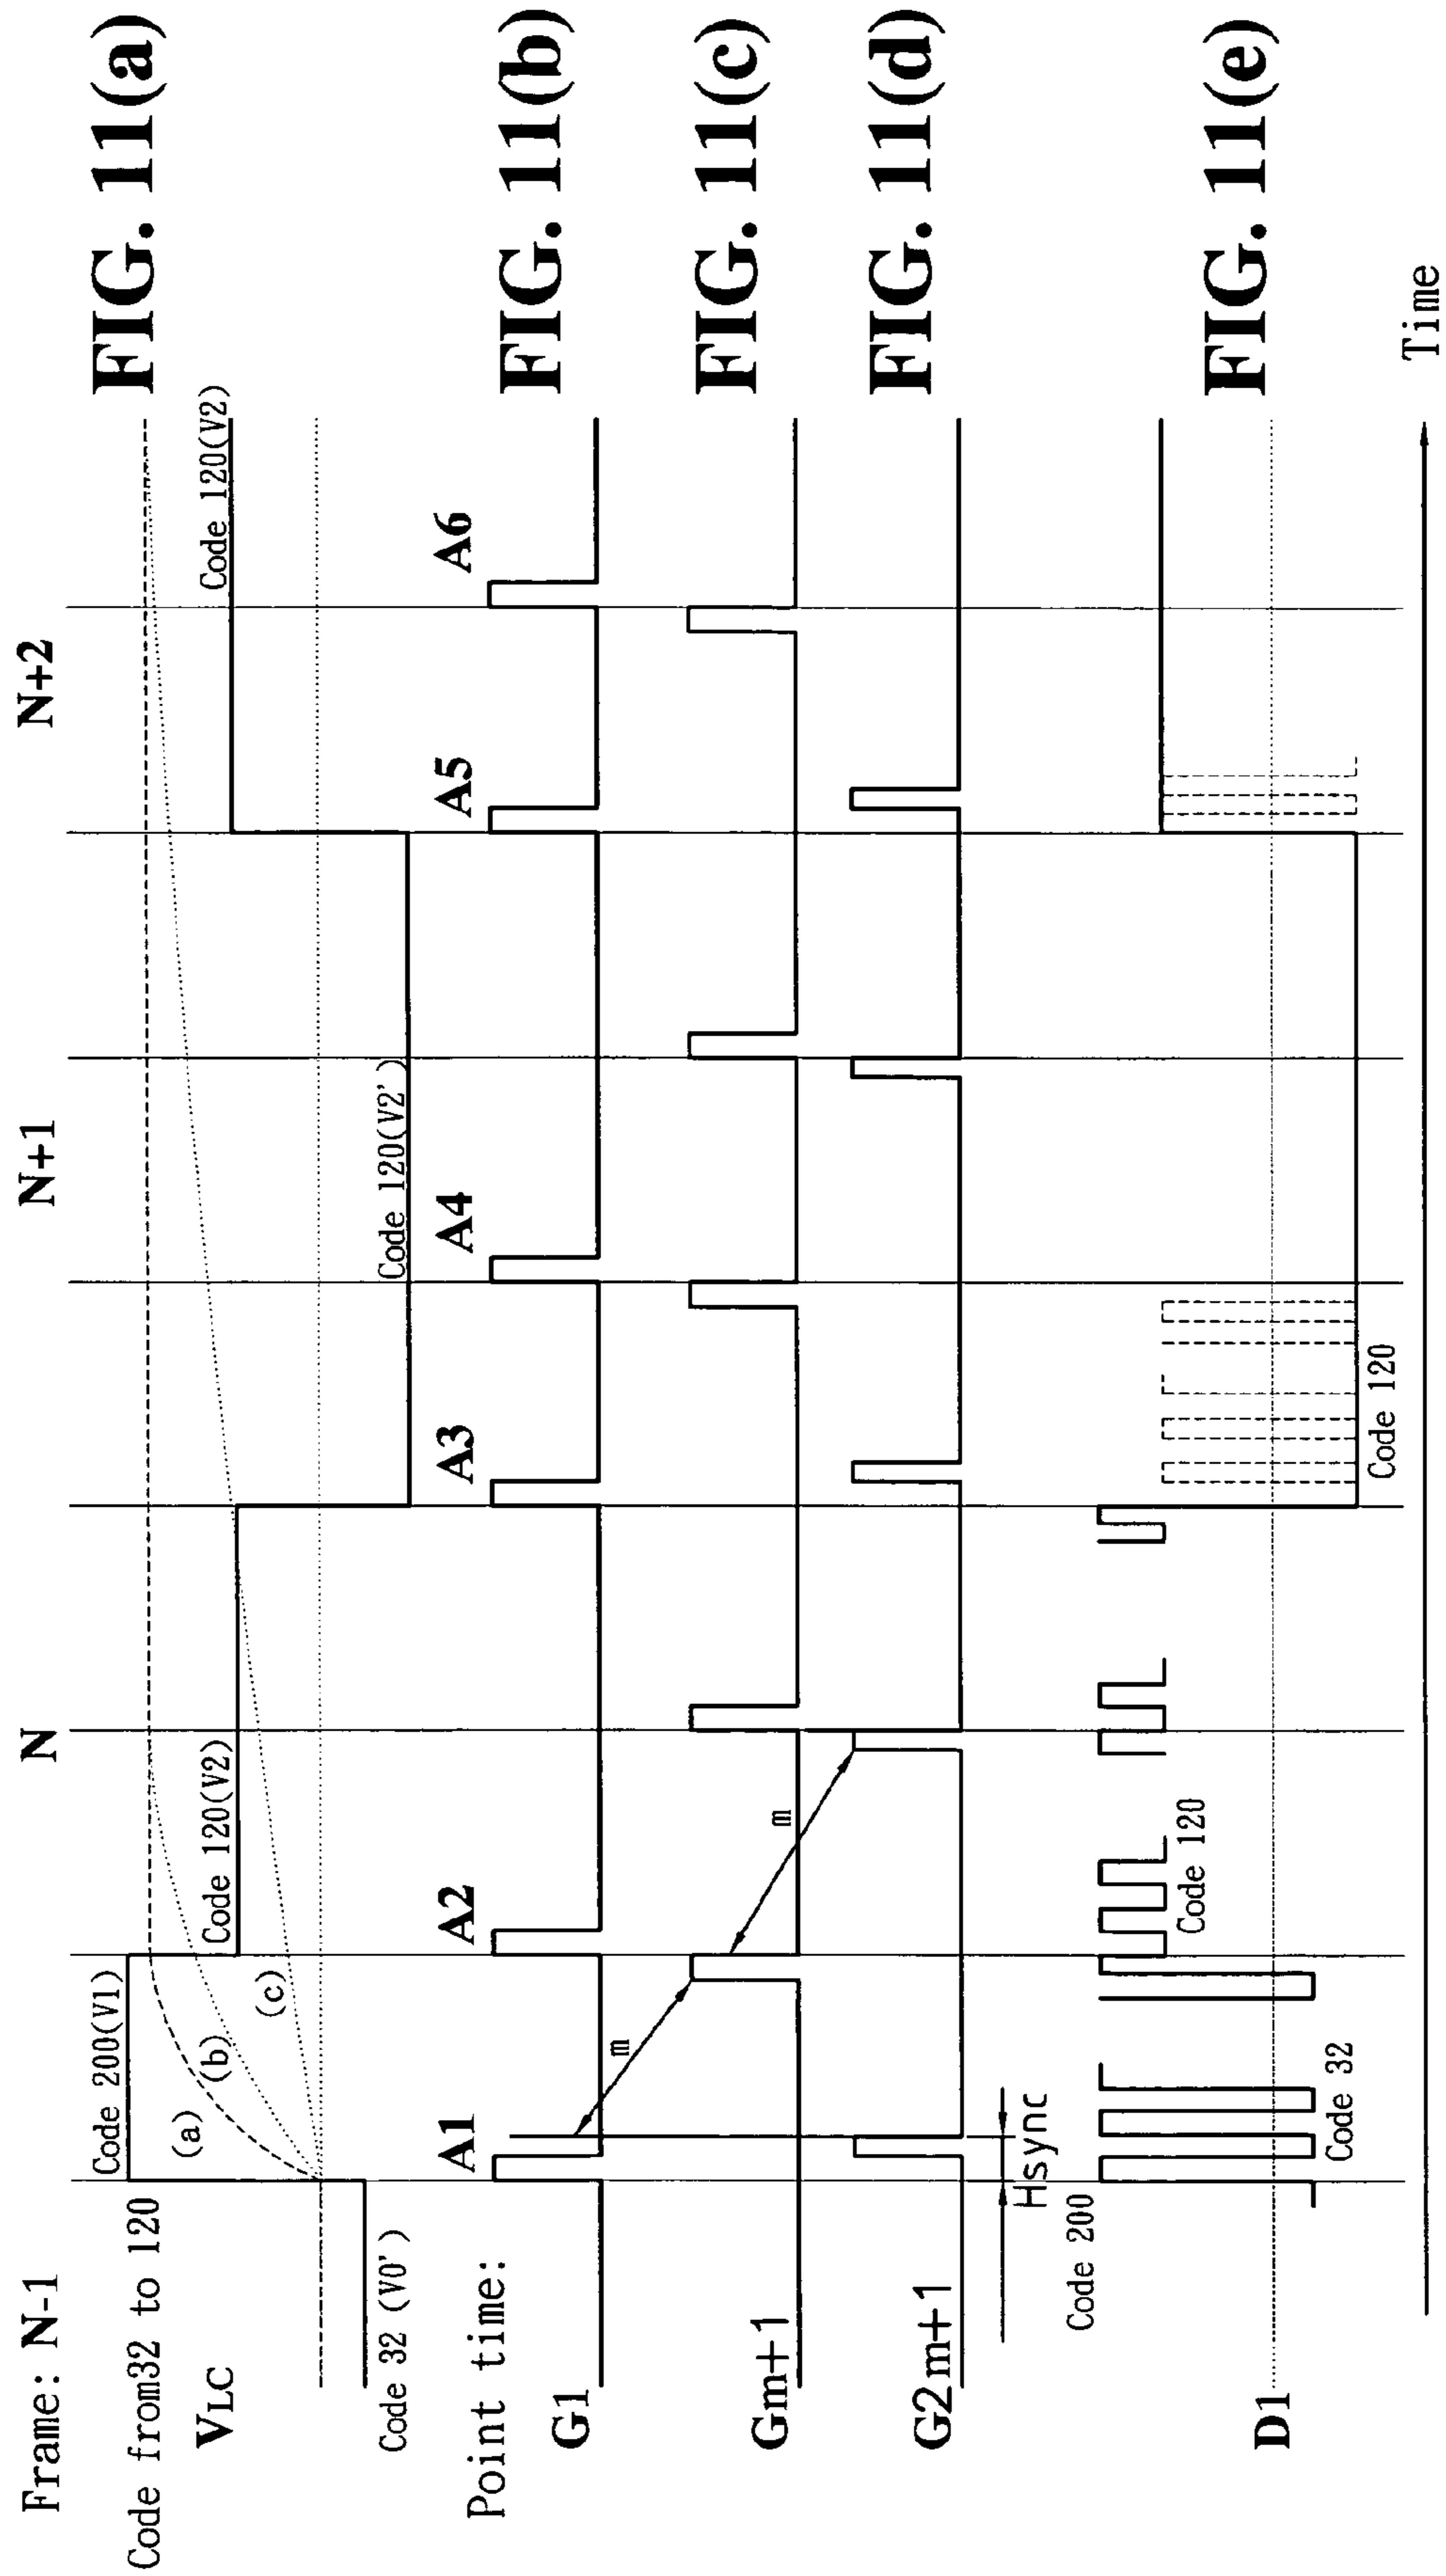 Frame: N-1 N N+1 N+2
Code from32 to 120
FIG. 11(a)
VLC
Code 200(V1)
(a)
(b)
(c)
Code 120(V2)
Code 120(V2')
Code 120(V2)
Code 32 (V0')
Point time: A1 A2 A3 A4 A5 A6
G1
FIG. 11(b)
m
Gm+1
FIG. 11(c)
m
G2m+1
FIG. 11(d)
Hsync
Code 200
Code 120
D1
FIG. 11(e)
Code 32
Code 120
Time